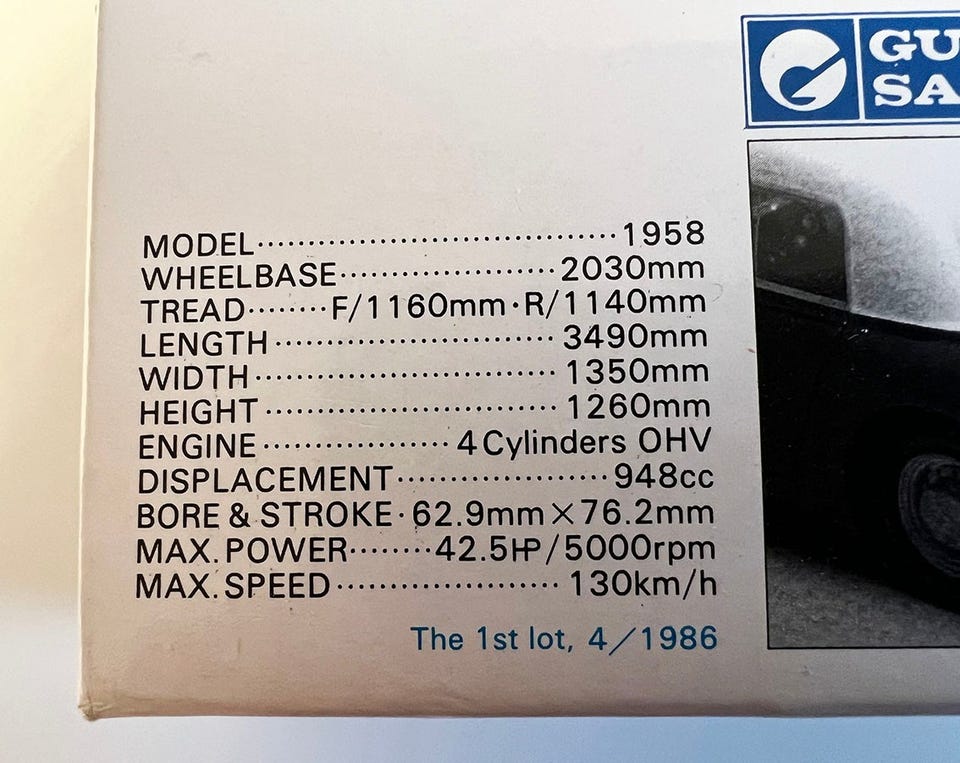 GU
SA
MODEL····································1958
WHEELBASE······················2030mm
TREAD········F/1160mm·R/1140mm
LENGTH·····························3490mm
WIDTH·······························1350mm
HEIGHT······························1260mm
ENGINE··················4Cylinders OHV
DISPLACEMENT····················948cc
BORE & STROKE·62.9mm×76.2mm
MAX. POWER········42.5HP/5000rpm
MAX. SPEED······················130km/h
The 1st lot, 4/1986